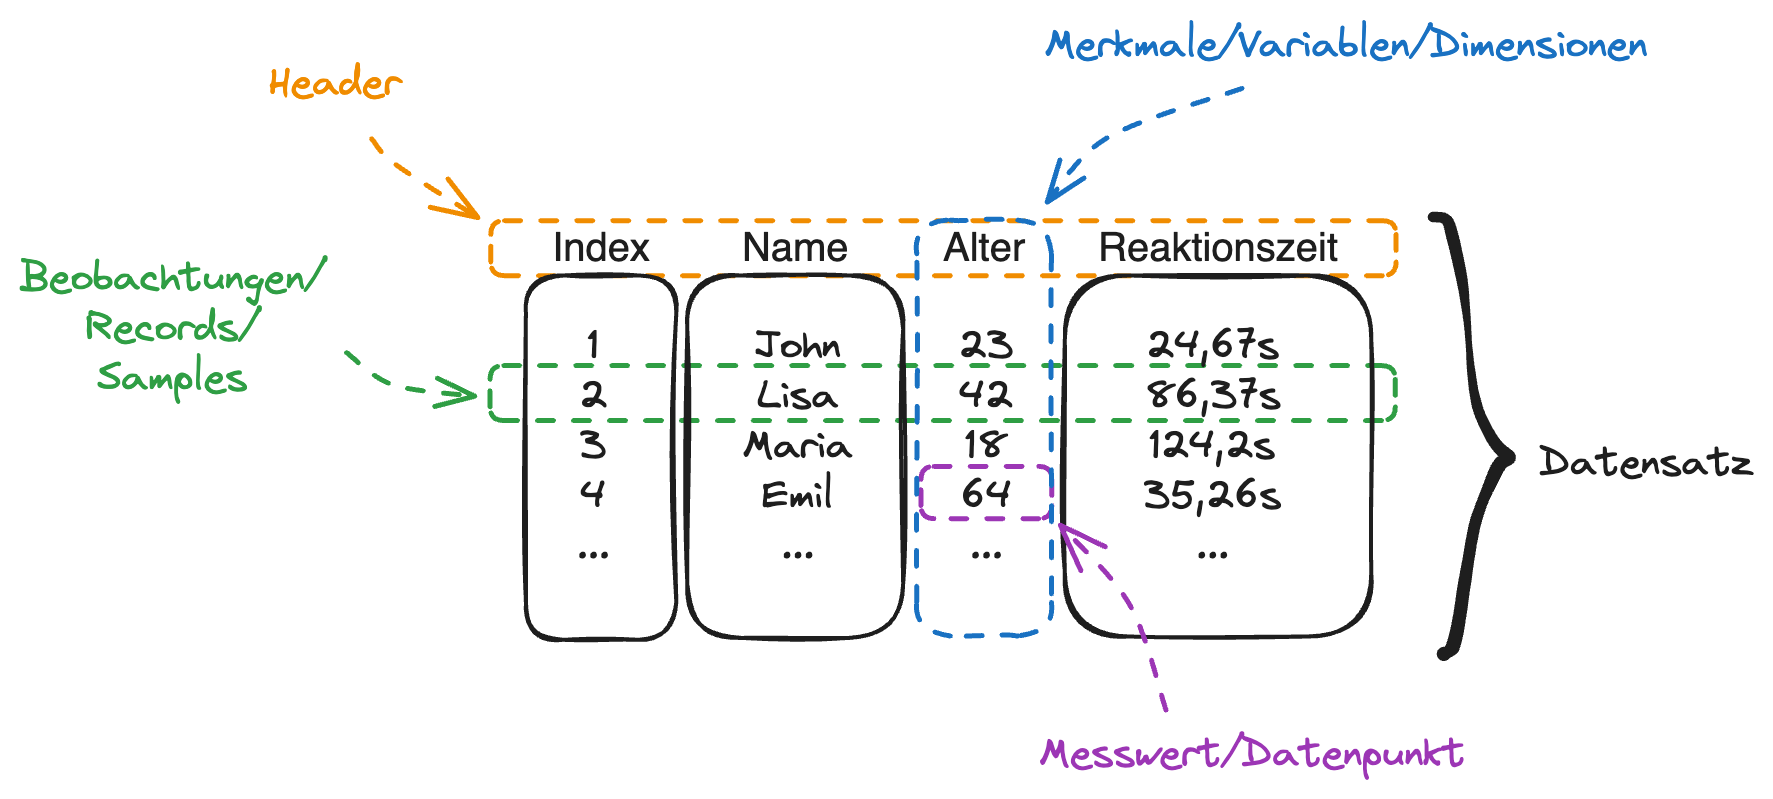 Merkmale/Variablen/Dimensionen
Header
Index Name Alter Reaktionszeit
Beobachtungen/
Records/
Samples
1 John 23 24,67s
2 Lisa 42 86,37s
3 Maria 18 124,2s
4 Emil 64 35,26s
... ... ... ...
Datensatz
Messwert/Datenpunkt